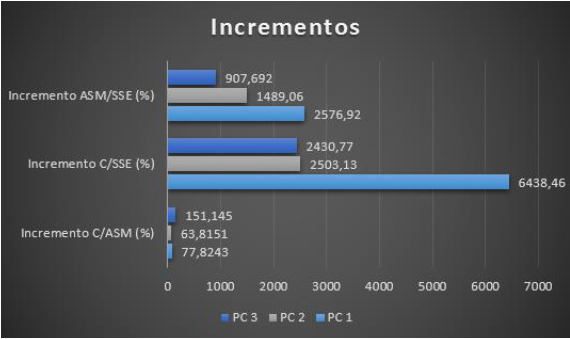 Incrementos
Incremento ASM/SSE (%)
907,692
1489,06
2576,92
Incremento C/SSE (%)
2430,77
2503,13
6438,46
Incremento C/ASM (%)
151,145
63,8151
77,8243
0 1000 2000 3000 4000 5000 6000 7000
PC 3 PC 2 PC 1